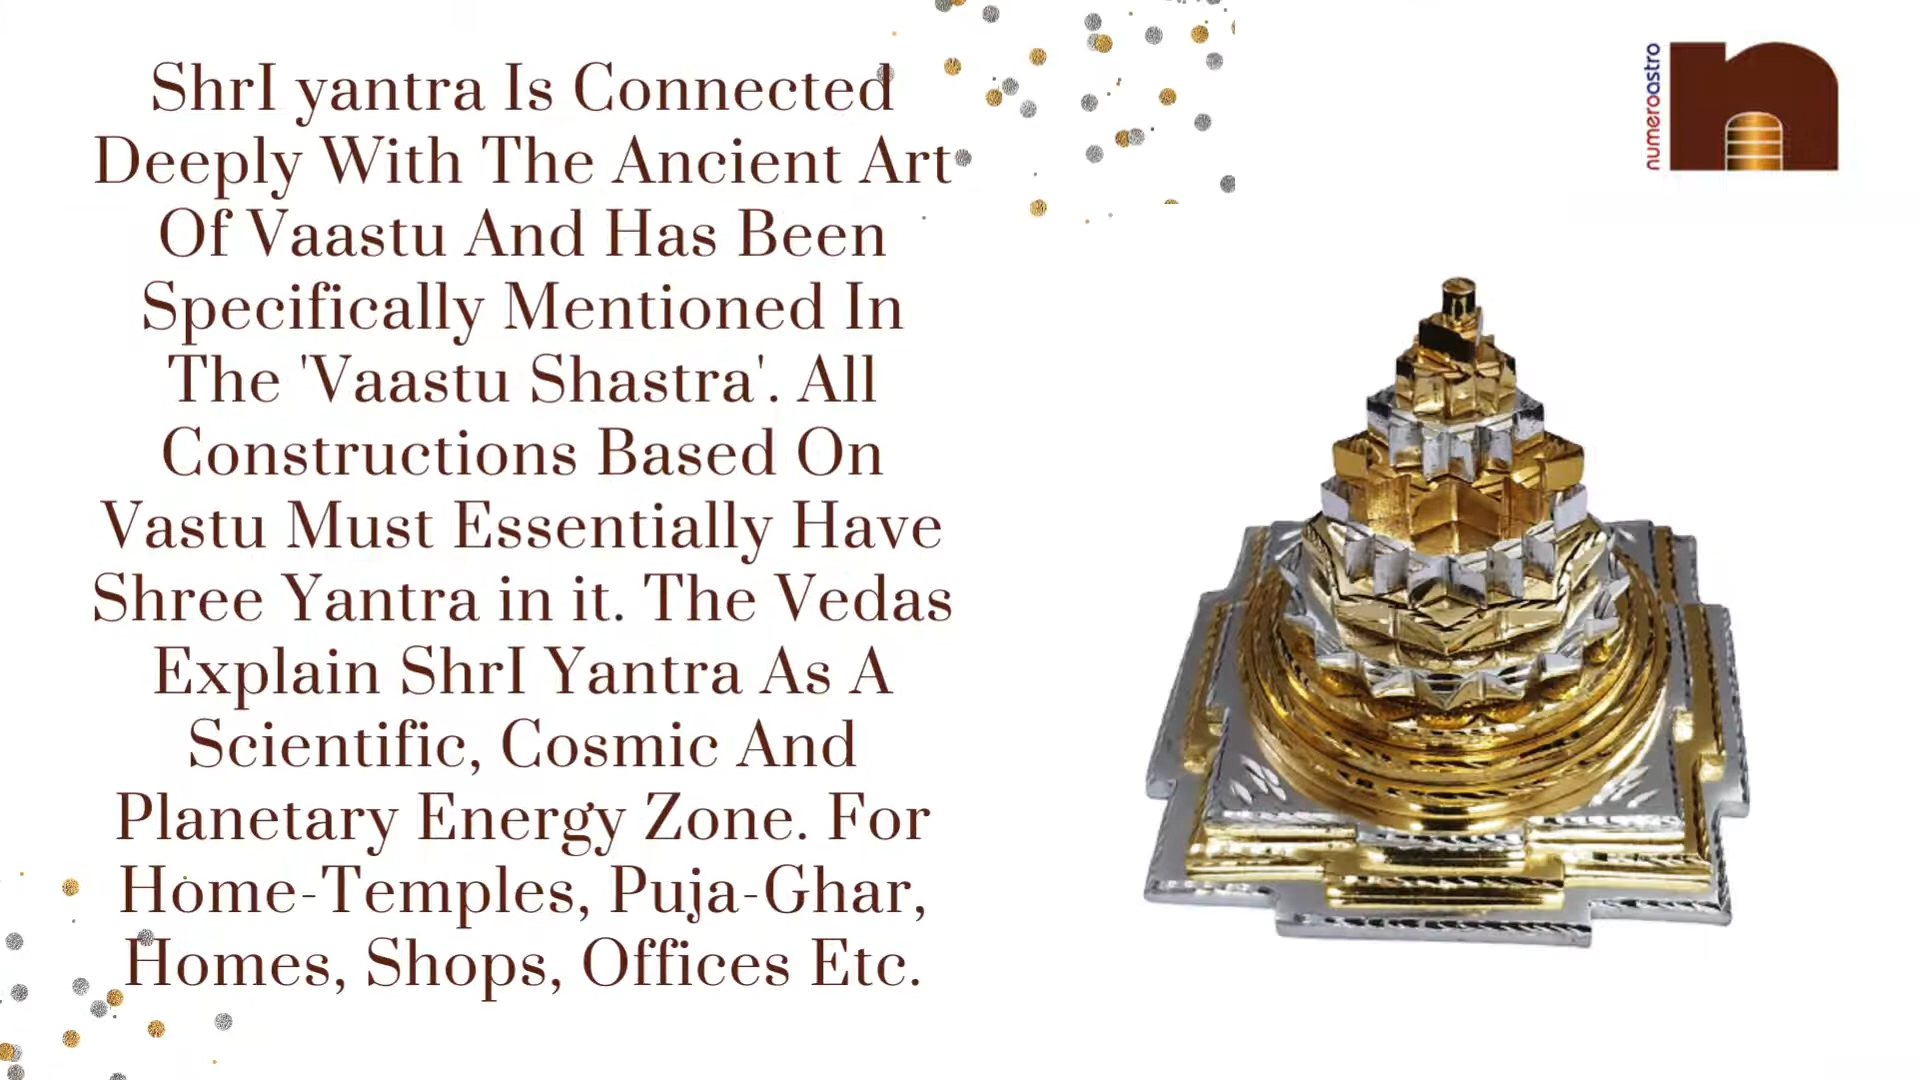 ShrI yantra Is Connected
Deeply With The Ancient Art
Of Vaastu And Has Been
Specifically Mentioned In
The 'Vaastu Shastra'. All
Constructions Based On
Vastu Must Essentially Have
Shree Yantra in it. The Vedas
Explain ShrI Yantra As A
Scientific, Cosmic And
Planetary Energy Zone. For
Home-Temples, Puja-Ghar,
Homes, Shops, Offices Etc.
numeroastro